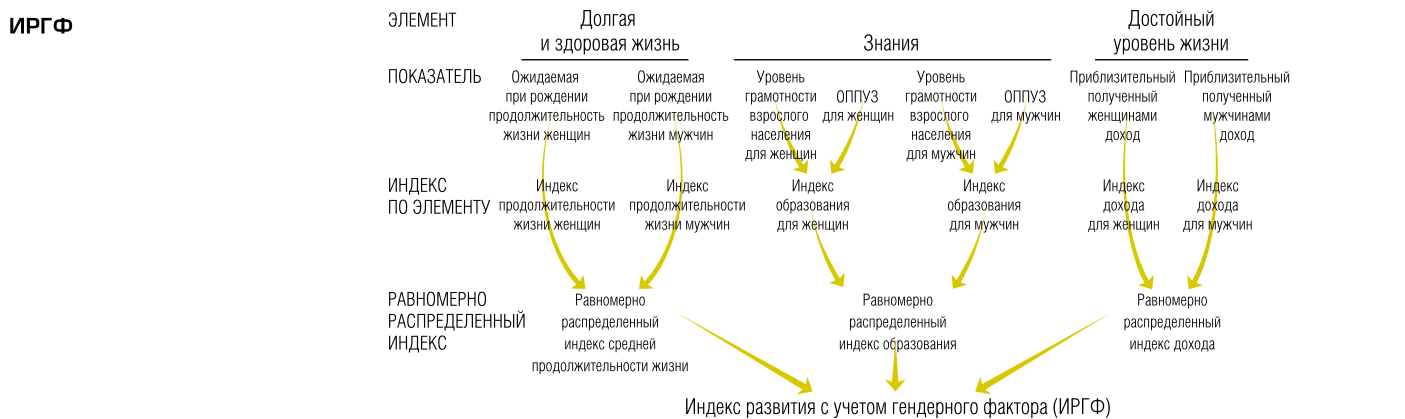 ИРГФ
ЭЛЕМЕНТ
Долгая
и здоровая жизнь
Знания
Достойный
уровень жизни
ПОКАЗАТЕЛЬ
Ожидаемая
при рождении
продолжительность
жизни женщин
Ожидаемая
при рождении
продолжительность
жизни мужчин
Уровень
грамотности
взрослого
населения
для женщин
ОППУЗ
для женщин
Уровень
грамотности
взрослого
населения
для мужчин
ОППУЗ
для мужчин
Приблизительный
полученный
женщинами
доход
Приблизительный
полученный
мужчинами
доход
ИНДЕКС
ПО ЭЛЕМЕНТУ
Индекс
продолжительности
жизни женщин
Индекс
продолжительности
жизни мужчин
Индекс
образования
для женщин
Индекс
образования
для мужчин
Индекс
дохода
для женщин
Индекс
дохода
для мужчин
РАВНОМЕРНО
РАСПРЕДЕЛЕННЫЙ
ИНДЕКС
Равномерно
распределенный
индекс средней
продолжительности жизни
Равномерно
распределенный
индекс образования
Равномерно
распределенный
индекс дохода
Индекс развития с учетом гендерного фактора (ИРГФ)